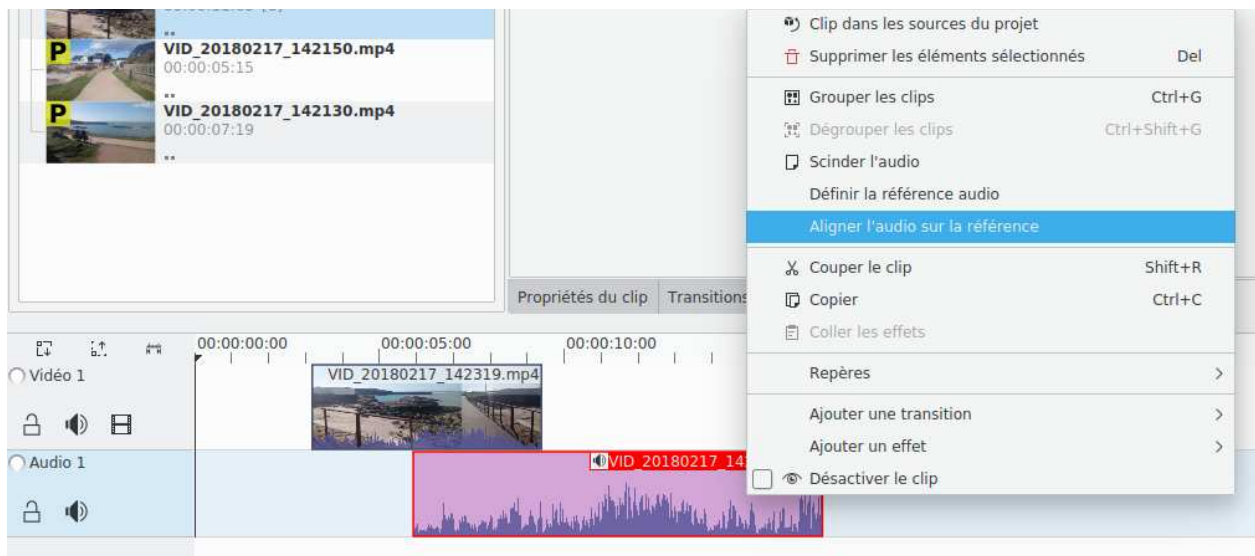 P VID_20180217_142150.mp4
00:00:05:15
..
P VID_20180217_142130.mp4
00:00:07:19
..
Propriétés du clip Transitions
Clip dans les sources du projet
Supprimer les éléments sélectionnés Del
Grouper les clips Ctrl+G
Dégrouper les clips Ctrl+Shift+G
Scinder l'audio
Définir la référence audio
Aligner l'audio sur la référence
Couper le clip Shift+R
Copier Ctrl+C
Coller les effets
Repères
Ajouter une transition
Ajouter un effet
Désactiver le clip
00:00:00:00 00:00:05:00 00:00:10:00
Vidéo 1
VID_20180217_142319.mp4
Audio 1
VID_20180217_14